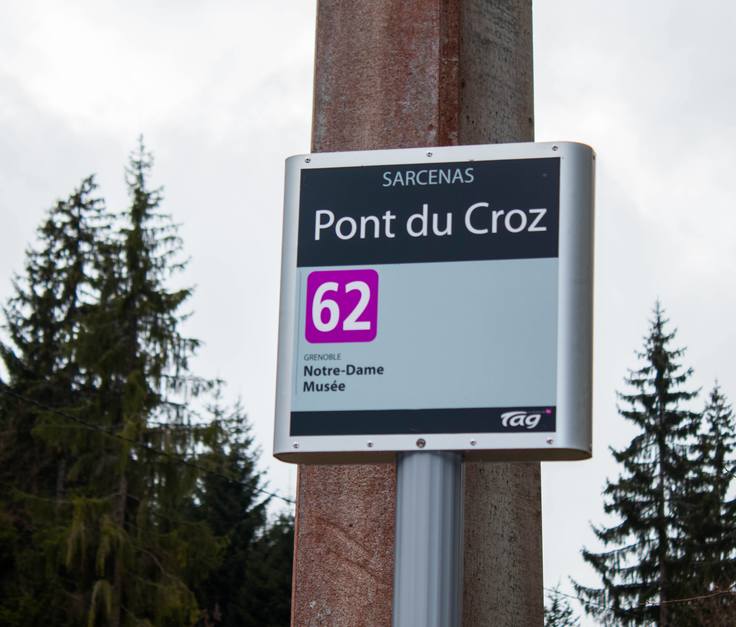 SARCENAS
Pont du Croz
62
GRENOBLE
Notre-Dame
Musée
Tag